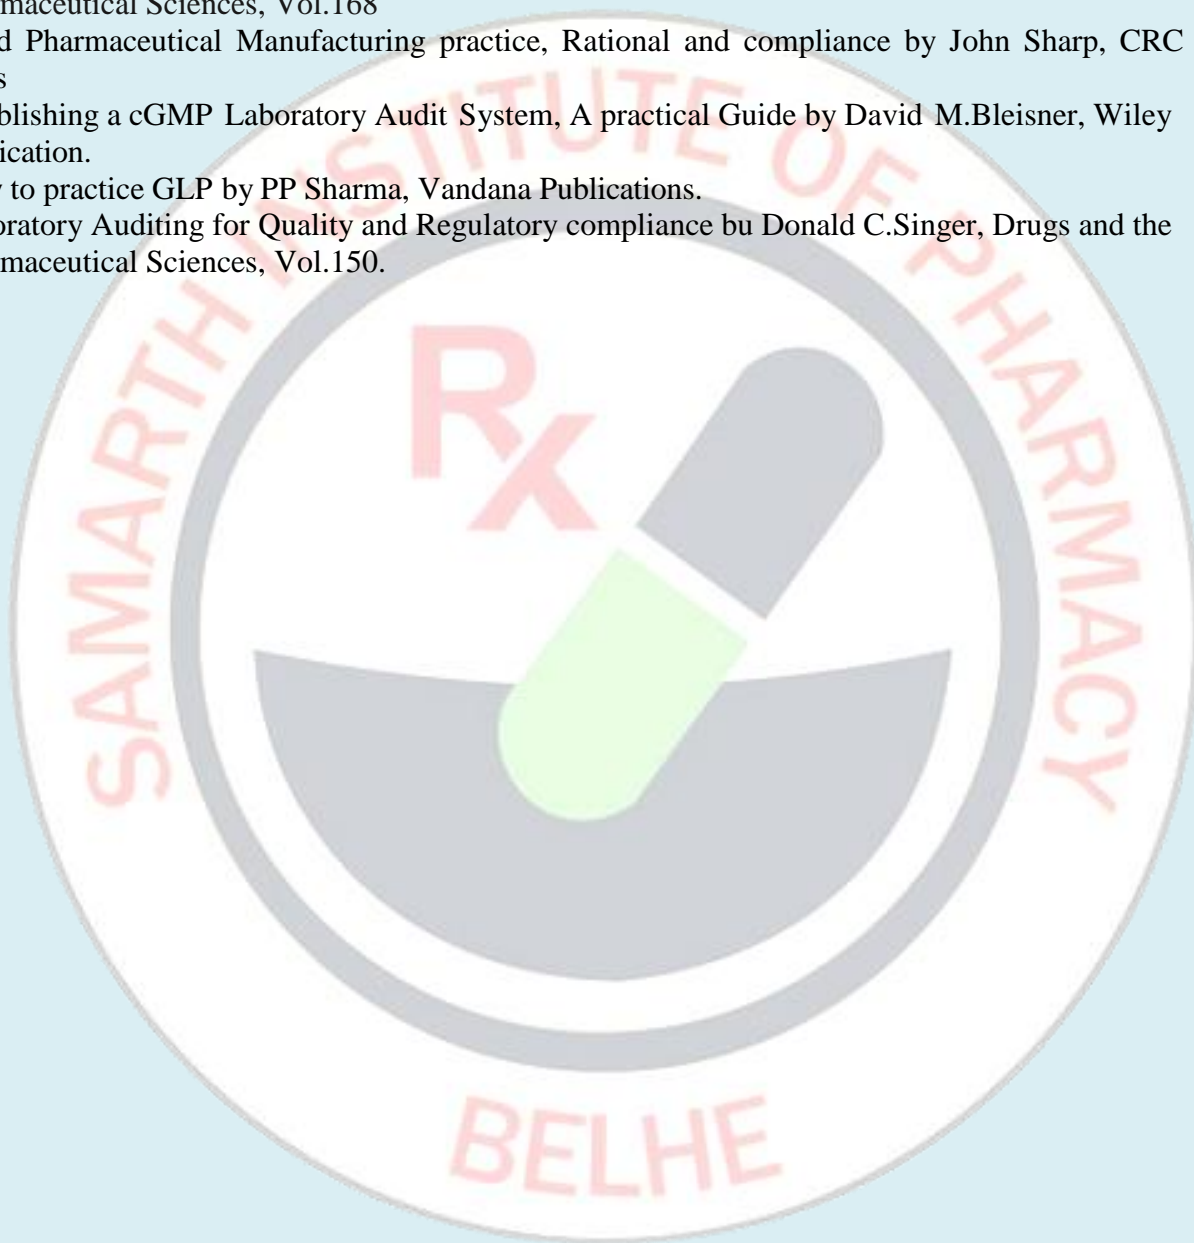 maceutical Sciences, Vol.168
d Pharmaceutical Manufacturing practice, Rational and compliance by John Sharp, CRC
s
blishing a cGMP Laboratory Audit System, A practical Guide by David M.Bleisner, Wiley
ication.
to practice GLP by PP Sharma, Vandana Publications.
oratory Auditing for Quality and Regulatory compliance bu Donald C.Singer, Drugs and the
maceutical Sciences, Vol.150.
SAMARTH INSTITUTE OF PHARMACY
Rx
BELHE